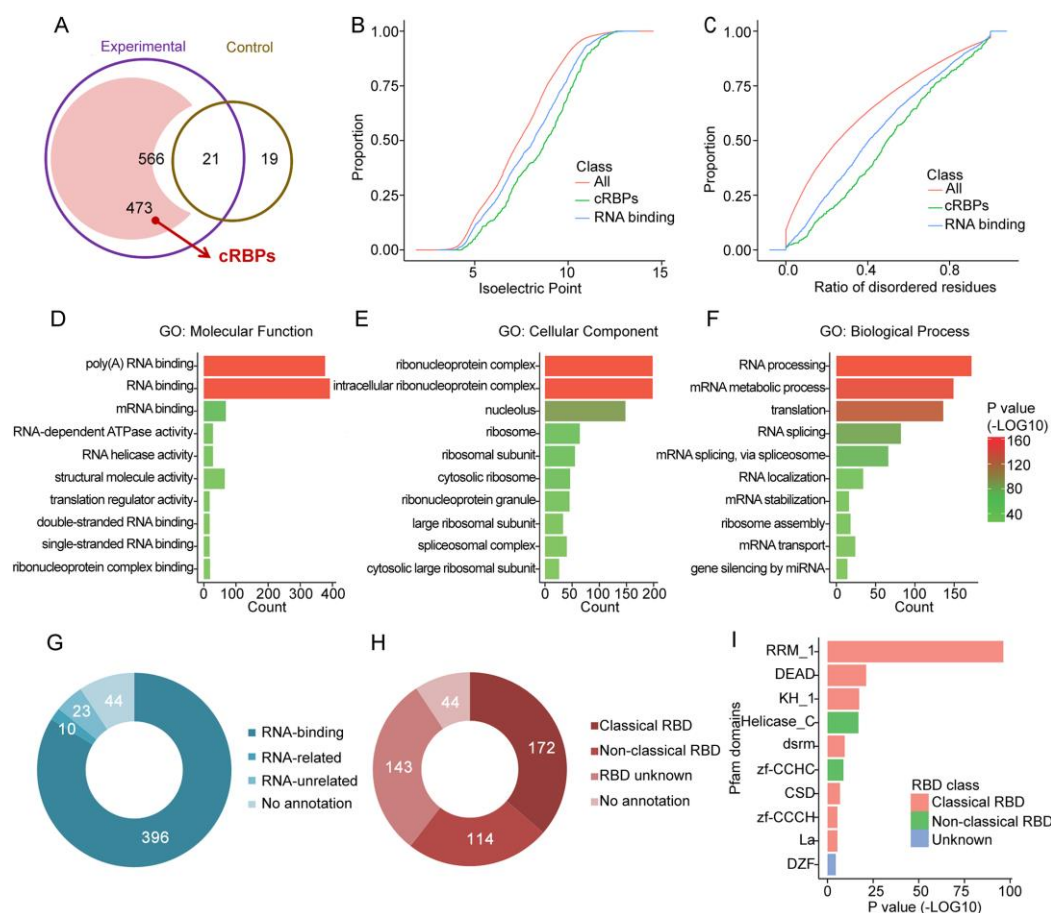 A
Experimental
Control
566
21
19
473
cRBPs
B
Proportion
1.00
0.75
0.50
0.25
0.00
Class
All
cRBPs
RNA binding
5
10
15
Isoelectric Point
C
Proportion
1.00
0.75
0.50
0.25
0.00
Class
All
cRBPs
RNA binding
0.0
0.4
0.8
Ratio of disordered residues
D
GO: Molecular Function
poly(A) RNA binding
RNA binding
mRNA binding
RNA-dependent ATPase activity
RNA helicase activity
structural molecule activity
translation regulator activity
double-stranded RNA binding
single-stranded RNA binding
ribonucleoprotein complex binding
0 100 200 300 400
Count
E
GO: Cellular Component
ribonucleoprotein complex
intracellular ribonucleoprotein complex
nucleolus
ribosome
ribosomal subunit
cytosolic ribosome
ribonucleoprotein granule
large ribosomal subunit
spliceosomal complex
cytosolic large ribosomal subunit
0 50 100 150 200
Count
F
GO: Biological Process
RNA processing
mRNA metabolic process
translation
RNA splicing
mRNA splicing, via spliceosome
RNA localization
mRNA stabilization
ribosome assembly
mRNA transport
gene silencing by miRNA
0 50 100 150
Count
P value
(-LOG10)
160
120
80
40
G
44
23
10
396
RNA-binding
RNA-related
RNA-unrelated
No annotation
H
44
172
143
114
Classical RBD
Non-classical RBD
RBD unknown
No annotation
I
Pfam domains
RRM_1
DEAD
KH_1
Helicase_C
dsrm
zf-CCHC
CSD
zf-CCCH
La
DZF
RBD class
Classical RBD
Non-classical RBD
Unknown
0 25 50 75 100
P value (-LOG10)